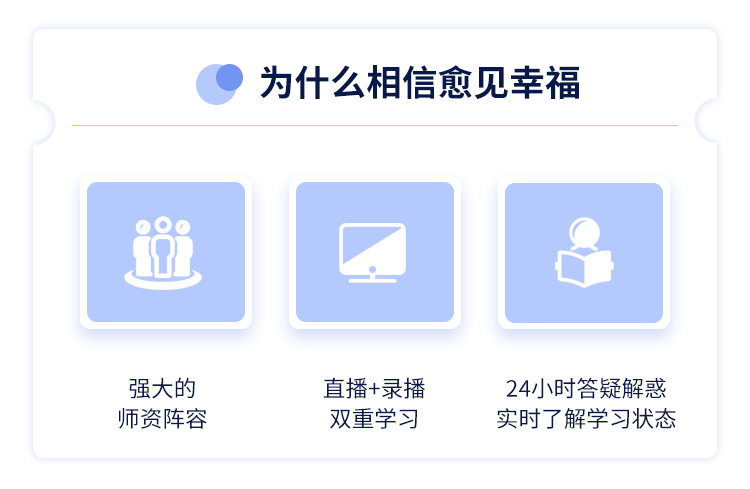 为什么相信愈见幸福
强大的
师资阵容
直播+录播
双重学习
24小时答疑解惑
实时了解学习状态